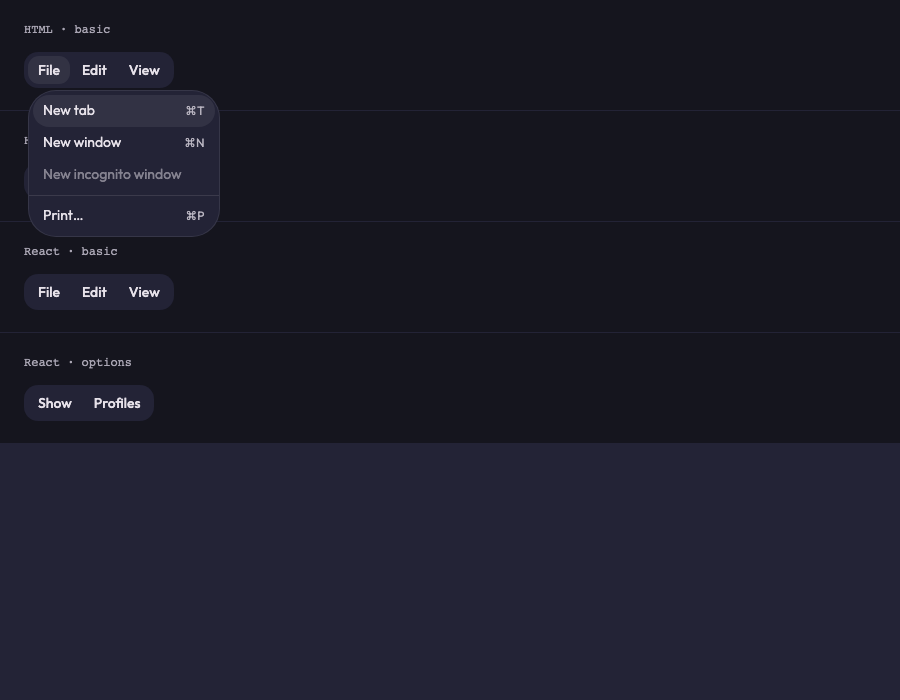 HTML • basic
File Edit View
New tab ⌘T
New window ⌘N
New incognito window
Print... ⌘P
React • basic
File Edit View
React • options
Show Profiles